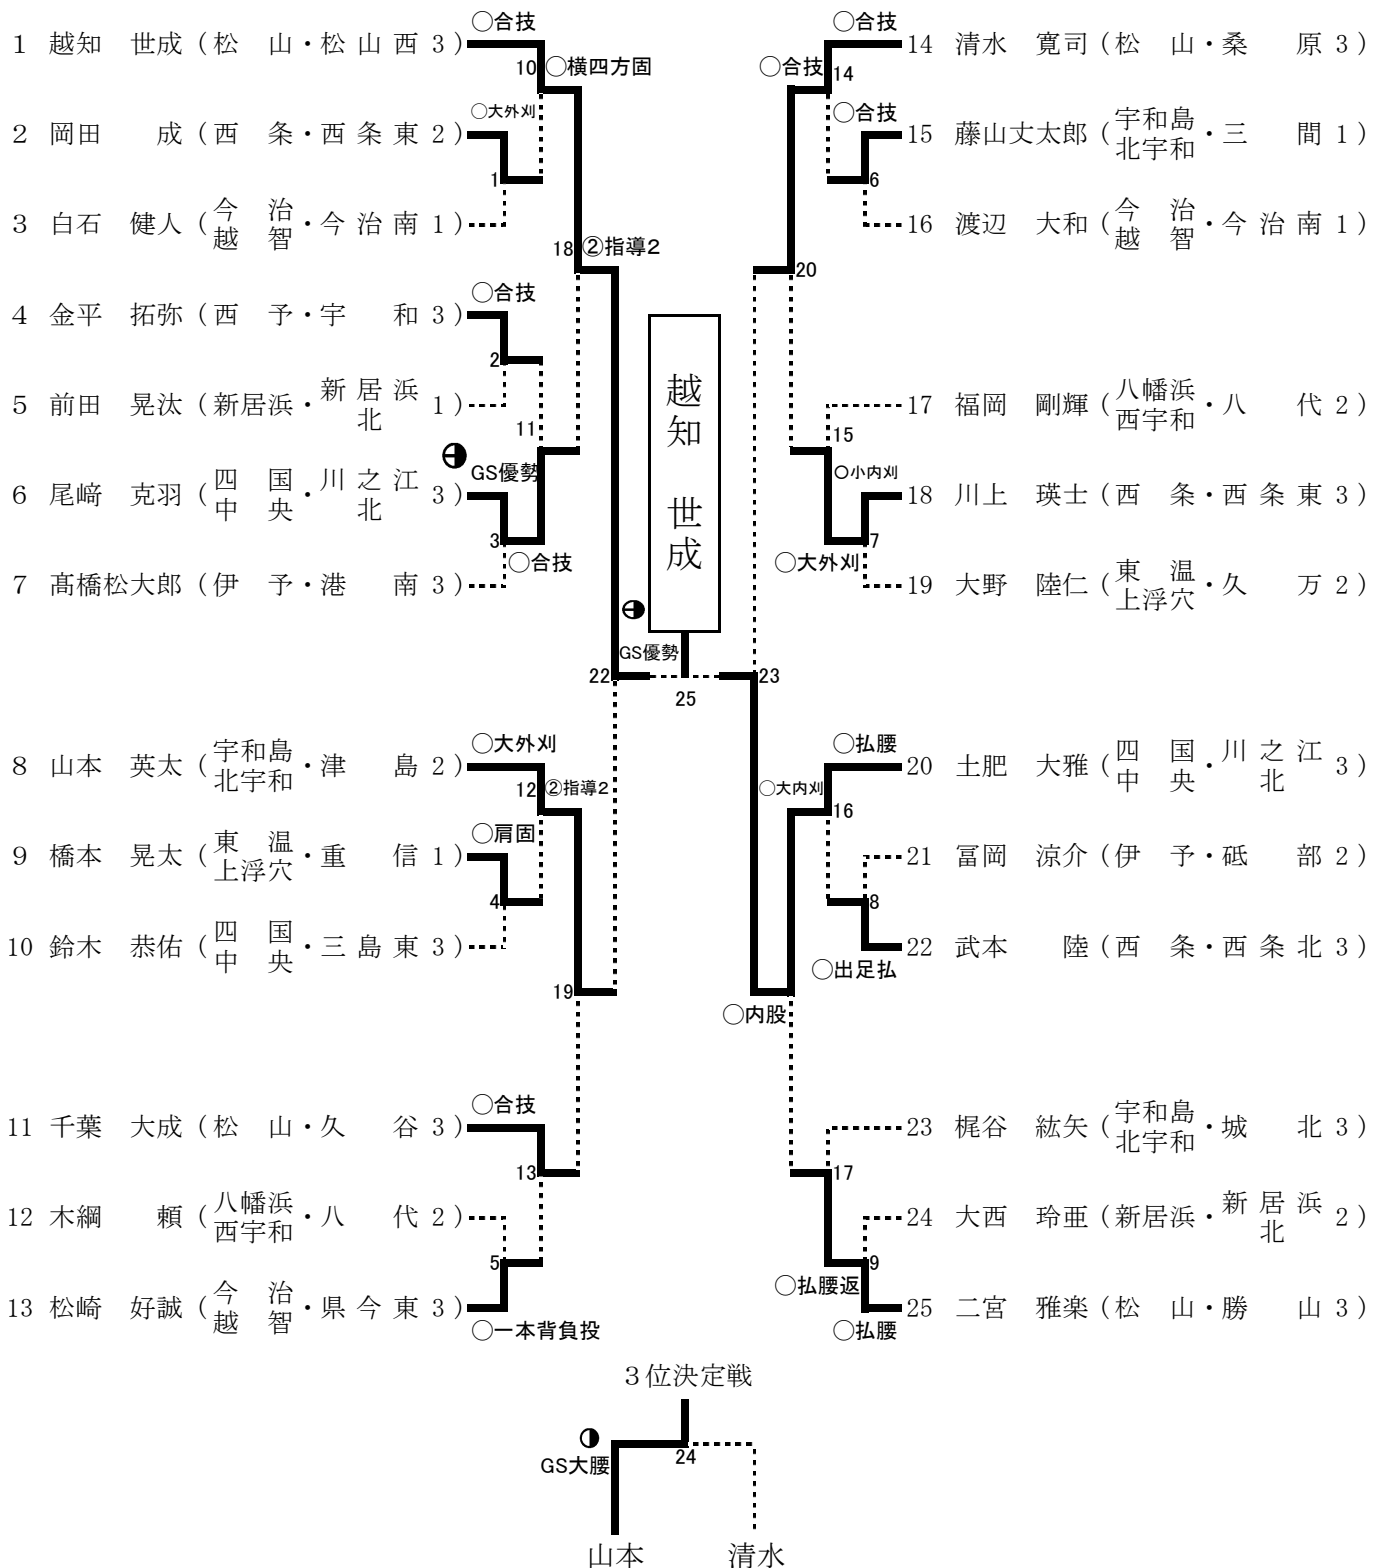 ○合技
1 越知 世成 (松 山・松山西 3)
10 ○横四方固
○大外刈
2 岡田 成 (西 条・西条東 2)
1
3 白石 健人 (今治越智・今治南 1)
18 ②指導2
○合技
4 金平 拓弥 (西 予・宇 和 3)
2
5 前田 晃汰 (新居浜・新居浜北 1)
11
GS優勢
6 尾﨑 克羽 (四国中央・川之江北 3)
3
○合技
7 髙橋松大郎 (伊 予・港 南 3)
22
○大外刈
8 山本 英太 (宇和島北宇和・津 島 2)
12 ②指導2
○肩固
9 橋本 晃太 (東温上浮穴・重 信 1)
4
10 鈴木 恭佑 (四国中央・三島東 3)
19
○合技
11 千葉 大成 (松 山・久 谷 3)
13
12 木綱 頼 (八幡浜西宇和・八 代 2)
5
13 松崎 好誠 (今治越智・県今東 3)
○一本背負投
越知 世成
GS優勢
25
○合技
14 清水 寛司 (松 山・桑 原 3)
○合技
14
○合技
15 藤山丈太郎 (宇和島北宇和・三 間 1)
6
16 渡辺 大和 (今治越智・今治南 1)
20
17 福岡 剛輝 (八幡浜西宇和・八 代 2)
15
○小内刈
18 川上 瑛士 (西 条・西条東 3)
7
○大外刈
19 大野 陸仁 (東温上浮穴・久 万 2)
23
○払腰
20 土肥 大雅 (四国中央・川之江北 3)
○大内刈
16
21 冨岡 涼介 (伊 予・砥 部 2)
8
22 武本 陸 (西 条・西条北 3)
○出足払
○内股
23 梶谷 紘矢 (宇和島北宇和・城 北 3)
17
24 大西 玲亜 (新居浜・新居浜北 2)
9
○払腰返
25 二宮 雅楽 (松 山・勝 山 3)
○払腰
3位決定戦
GS大腰
24
山本 清水